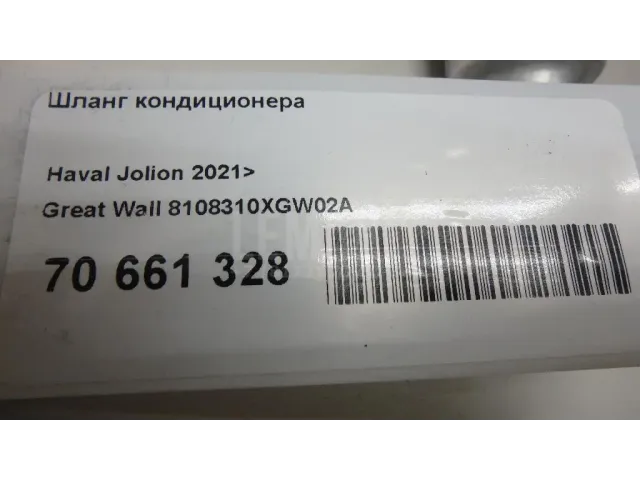 Шланг кондиционера
Haval Jolion 2021>
Great Wall 8108310XGW02A
70 661 328